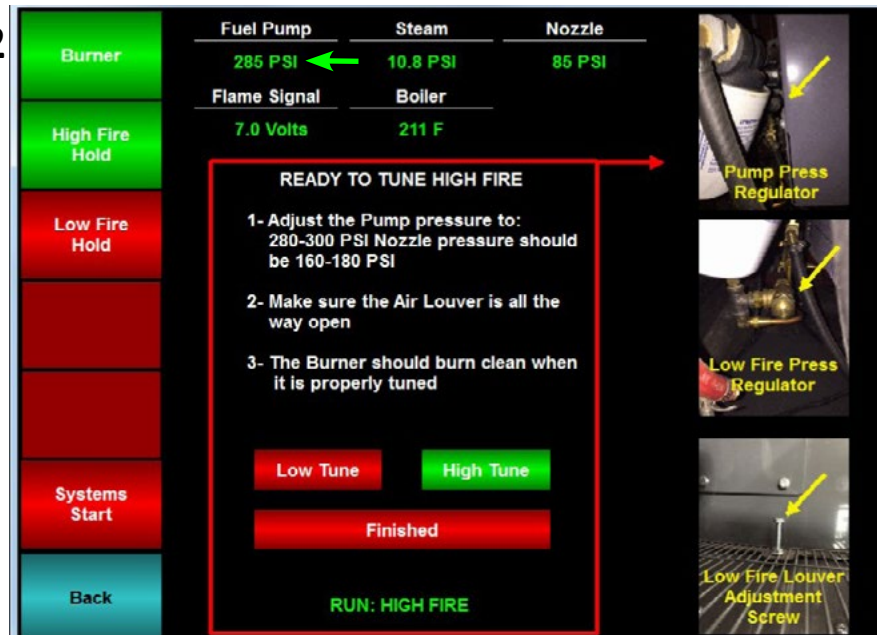 2
Burner
High Fire
Hold
Low Fire
Hold
Systems
Start
Back
Fuel Pump Steam Nozzle
285 PSI 10.8 PSI 85 PSI
Flame Signal Boiler
7.0 Volts 211 F
READY TO TUNE HIGH FIRE
1- Adjust the Pump pressure to:
280-300 PSI Nozzle pressure should
be 160-180 PSI
2- Make sure the Air Louver is all the
way open
3- The Burner should burn clean when
it is properly tuned
Low Tune High Tune
Finished
RUN: HIGH FIRE
Pump Press
Regulator
Low Fire Press
Regulator
Low Fire Louver
Adjustment
Screw